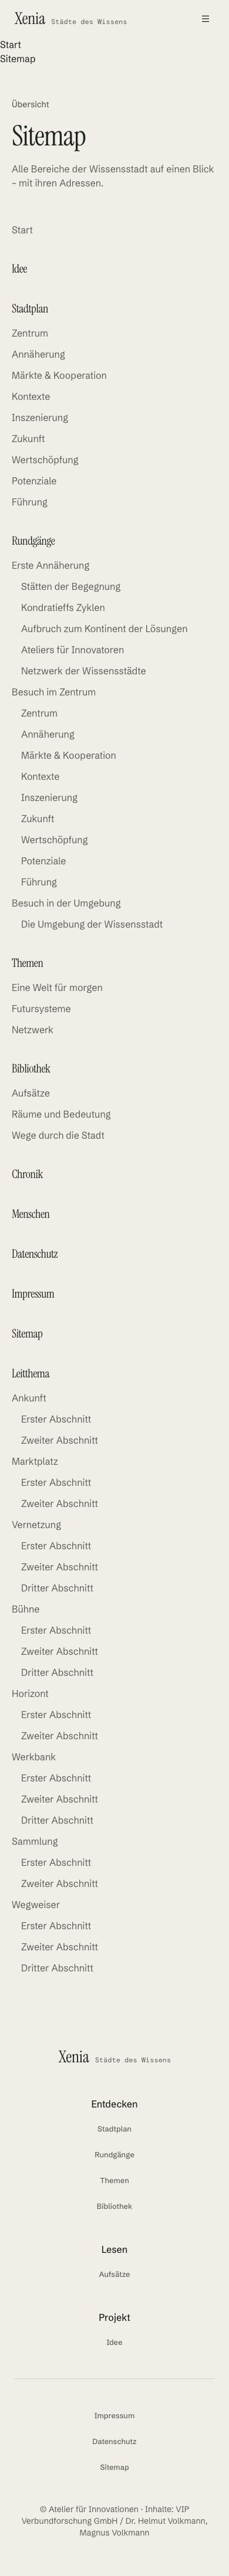 Xenia Städte des Wissens
Start
Sitemap
Übersicht
Sitemap
Alle Bereiche der Wissensstadt auf einen Blick
– mit ihren Adressen.
Start
Idee
Stadtplan
Zentrum
Annäherung
Märkte & Kooperation
Kontexte
Inszenierung
Zukunft
Wertschöpfung
Potenziale
Führung
Rundgänge
Erste Annäherung
Stätten der Begegnung
Kondratieffs Zyklen
Aufbruch zum Kontinent der Lösungen
Ateliers für Innovatoren
Netzwerk der Wissensstädte
Besuch im Zentrum
Zentrum
Annäherung
Märkte & Kooperation
Kontexte
Inszenierung
Zukunft
Wertschöpfung
Potenziale
Führung
Besuch in der Umgebung
Die Umgebung der Wissensstadt
Themen
Eine Welt für morgen
Futursysteme
Netzwerk
Bibliothek
Aufsätze
Räume und Bedeutung
Wege durch die Stadt
Chronik
Menschen
Datenschutz
Impressum
Sitemap
Leitthema
Ankunft
Erster Abschnitt
Zweiter Abschnitt
Marktplatz
Erster Abschnitt
Zweiter Abschnitt
Vernetzung
Erster Abschnitt
Zweiter Abschnitt
Dritter Abschnitt
Bühne
Erster Abschnitt
Zweiter Abschnitt
Dritter Abschnitt
Horizont
Erster Abschnitt
Zweiter Abschnitt
Werkbank
Erster Abschnitt
Zweiter Abschnitt
Dritter Abschnitt
Sammlung
Erster Abschnitt
Zweiter Abschnitt
Wegweiser
Erster Abschnitt
Zweiter Abschnitt
Dritter Abschnitt
Xenia Städte des Wissens
Entdecken
Stadtplan
Rundgänge
Themen
Bibliothek
Lesen
Aufsätze
Projekt
Idee
Impressum
Datenschutz
Sitemap
© Atelier für Innovationen · Inhalte: VIP
Verbundforschung GmbH / Dr. Helmut Volkmann,
Magnus Volkmann